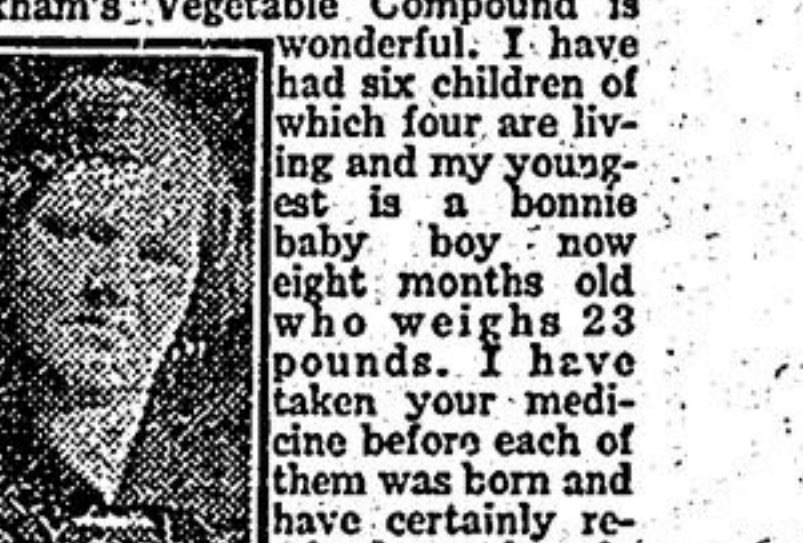 kham's Vegetable Compound is
wonderful. I have
had six children of
which four are liv-
ing and my young-
est is a bonnie
baby boy now
eight months old
who weighs 23
pounds. I have
taken your medi-
cine before each of
them was born and
have certainly re-